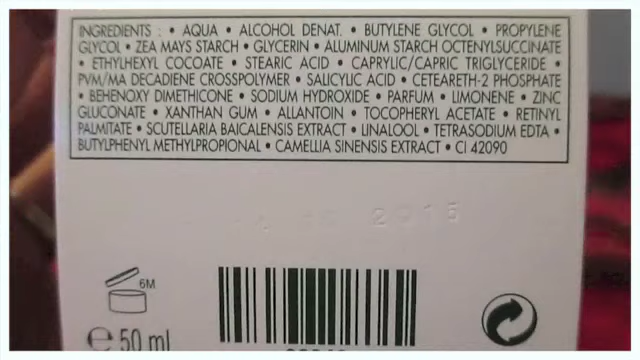 INGREDIENTS : • AQUA • ALCOHOL DENAT. • BUTYLENE GLYCOL • PROPYLENE
GLYCOL • ZEA MAYS STARCH • GLYCERIN • ALUMINUM STARCH OCTENYLSUCCINATE
• ETHYLHEXYL COCOATE • STEARIC ACID • CAPRYLIC/CAPRIC TRIGLYCERIDE •
PVM/MA DECADIENE CROSSPOLYMER • SALICYLIC ACID • CETEARETH-2 PHOSPHATE
• BEHENOXY DIMETHICONE • SODIUM HYDROXIDE • PARFUM • LIMONENE • ZINC
GLUCONATE • XANTHAN GUM • ALLANTOIN • TOCOPHERYL ACETATE • RETINYL
PALMITATE • SCUTELLARIA BAICALENSIS EXTRACT • LINALOOL • TETRASODIUM EDTA •
BUTYLPHENYL METHYLPROPIONAL • CAMELLIA SINENSIS EXTRACT • CI 42090
2015
6M
e 50 ml